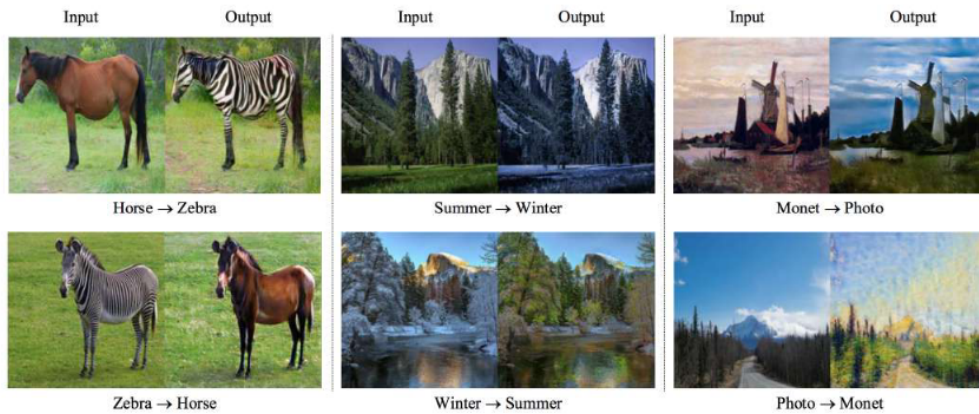 Input Output Input Output Input Output
Horse → Zebra Summer → Winter Monet → Photo
Zebra → Horse Winter → Summer Photo → Monet